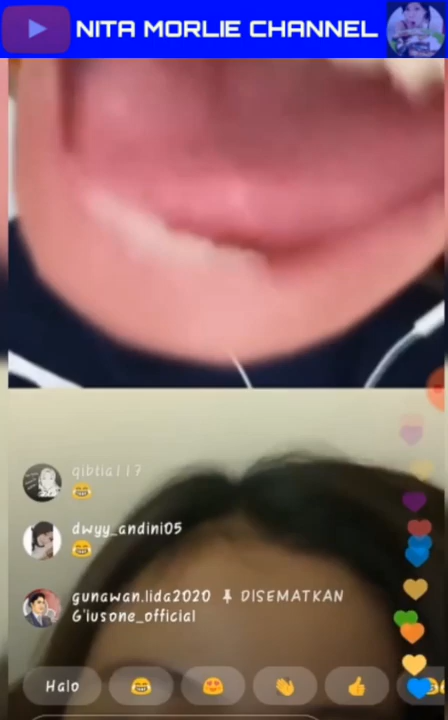 NITA MORLIE CHANNEL
qibtia117
dwyy_andini05
gunawan.lida2020 DISEMATKAN
G'iusone_official
Halo